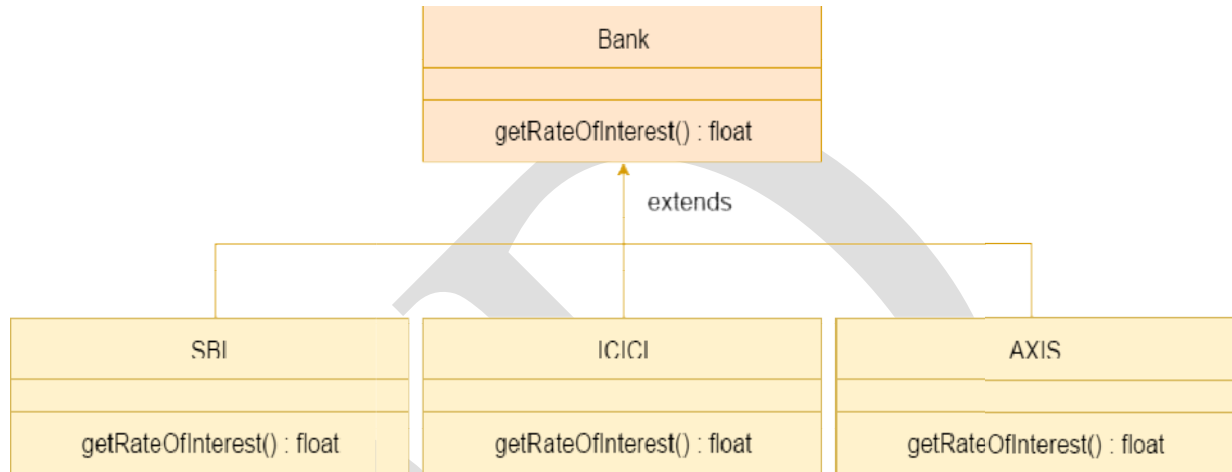 Bank
getRateOfInterest() : float
extends
SBI
ICICI
AXIS
getRateOfInterest() : float
getRateOfInterest() : float
getRateOfInterest() : float